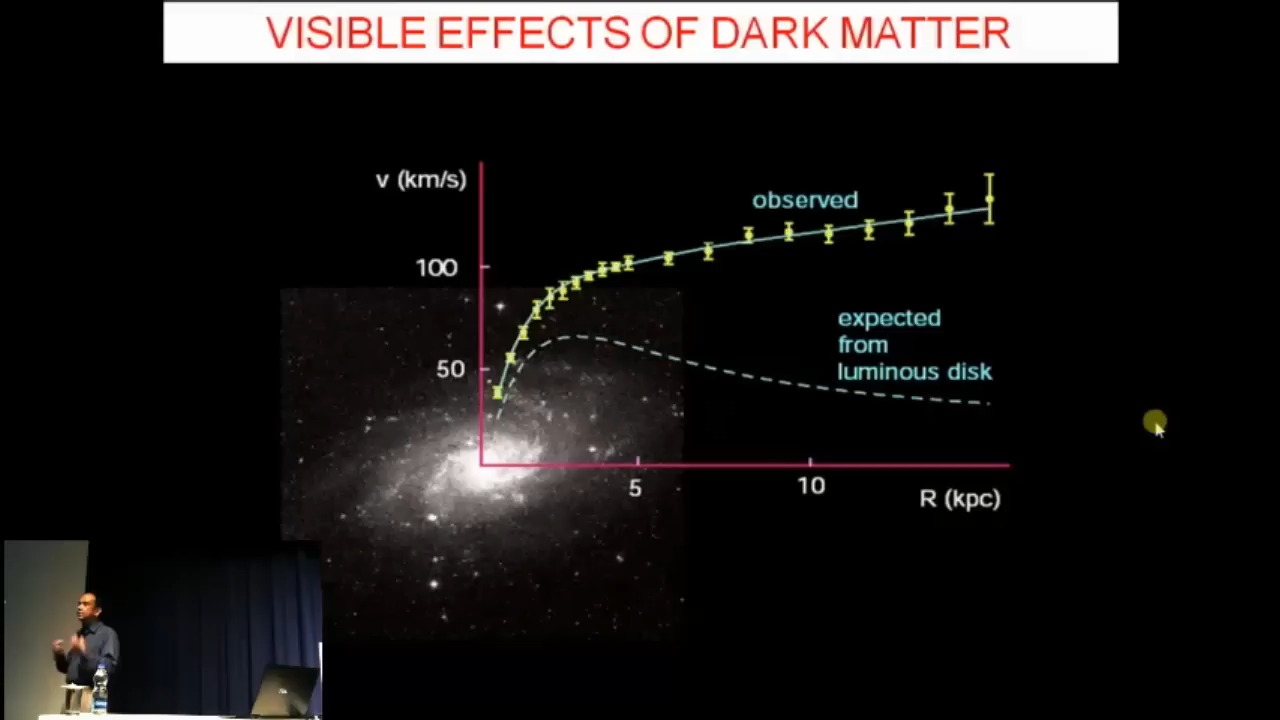 VISIBLE EFFECTS OF DARK MATTER
v (km/s)
observed
100
expected
from
luminous disk
50
5
10
R (kpc)